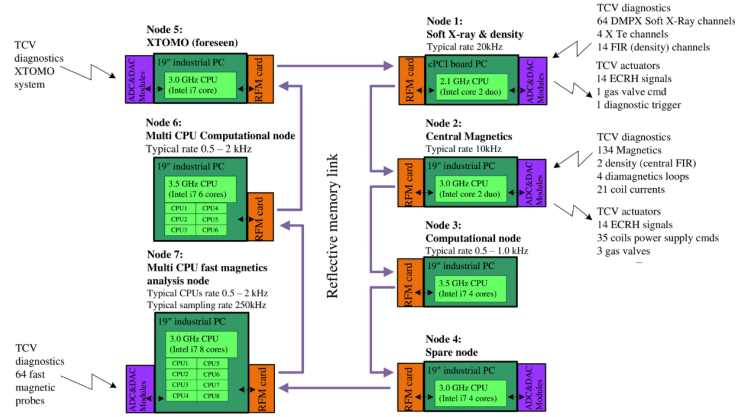 Node 5:
XTOMO (foreseen)
TCV
diagnostics
XTOMO
system
ADC&DAC
Modules
19" industrial PC
3.0 GHz CPU
(Intel i7 core)
RFM card
Node 6:
Multi CPU Computational node
Typical rate 0.5 – 2 kHz
19" industrial PC
3.5 GHz CPU
(Intel i7 6 cores)
CPU1 CPU4
CPU2 CPU5
CPU3 CPU6
RFM card
Node 7:
Multi CPU fast magnetics
analysis node
Typical CPUs rate 0.5 – 2 kHz
Typical sampling rate 250kHz
TCV
diagnostics
64 fast
magnetic
probes
ADC&DAC
Modules
19" industrial PC
3.0 GHz CPU
(Intel i7 8 cores)
CPU1 CPU5
CPU2 CPU6
CPU3 CPU7
CPU4 CPU8
RFM card
Reflective memory link
Node 1:
Soft X-ray & density
Typical rate 20kHz
RFM card
cPCI board PC
2.1 GHz CPU
(Intel core 2 duo)
ADC&DAC
Modules
TCV diagnostics
64 DMPX Soft X-Ray channels
4 X Te channels
14 FIR (density) channels
TCV actuators
14 ECRH signals
1 gas valve cmd
1 diagnostic trigger
Node 2:
Central Magnetics
Typical rate 10kHz
RFM card
19" industrial PC
3.0 GHz CPU
(Intel core 2 duo)
ADC&DAC
Modules
TCV diagnostics
134 Magnetics
2 density (central FIR)
4 diamagnetics loops
21 coil currents
TCV actuators
14 ECRH signals
35 coils power supply cmds
3 gas valves
–
Node 3:
Computational node
Typical rate 0.5 – 1.0 kHz
RFM card
19" industrial PC
3.5 GHz CPU
(Intel i7 4 cores)
Node 4:
Spare node
RFM card
19" industrial PC
3.0 GHz CPU
(Intel i7 4 cores)
ADC&DAC
Modules